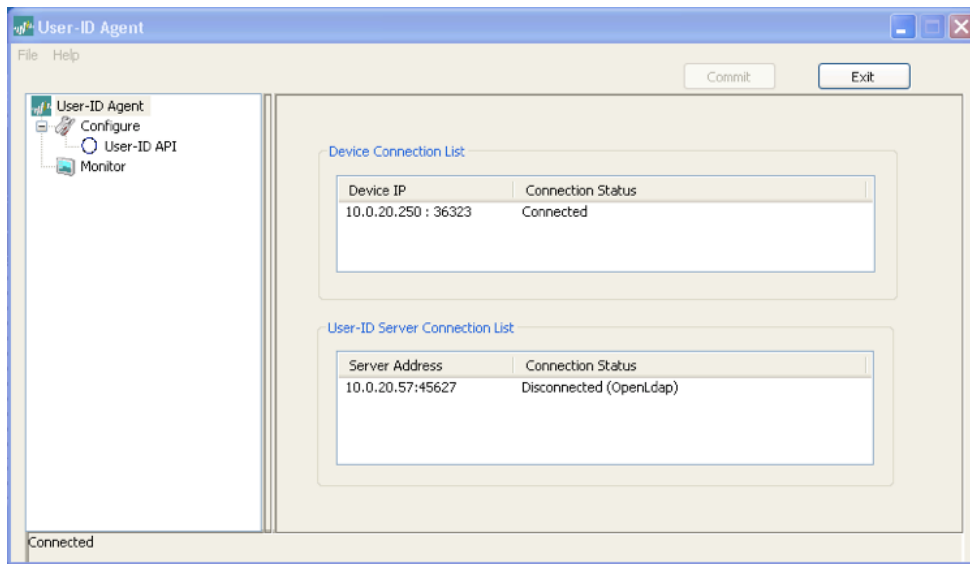 User-ID Agent
File Help
Commit Exit
User-ID Agent
Configure
User-ID API
Monitor
Device Connection List
Device IP Connection Status
10.0.20.250 : 36323 Connected
User-ID Server Connection List
Server Address Connection Status
10.0.20.57:45627 Disconnected (OpenLdap)
Connected